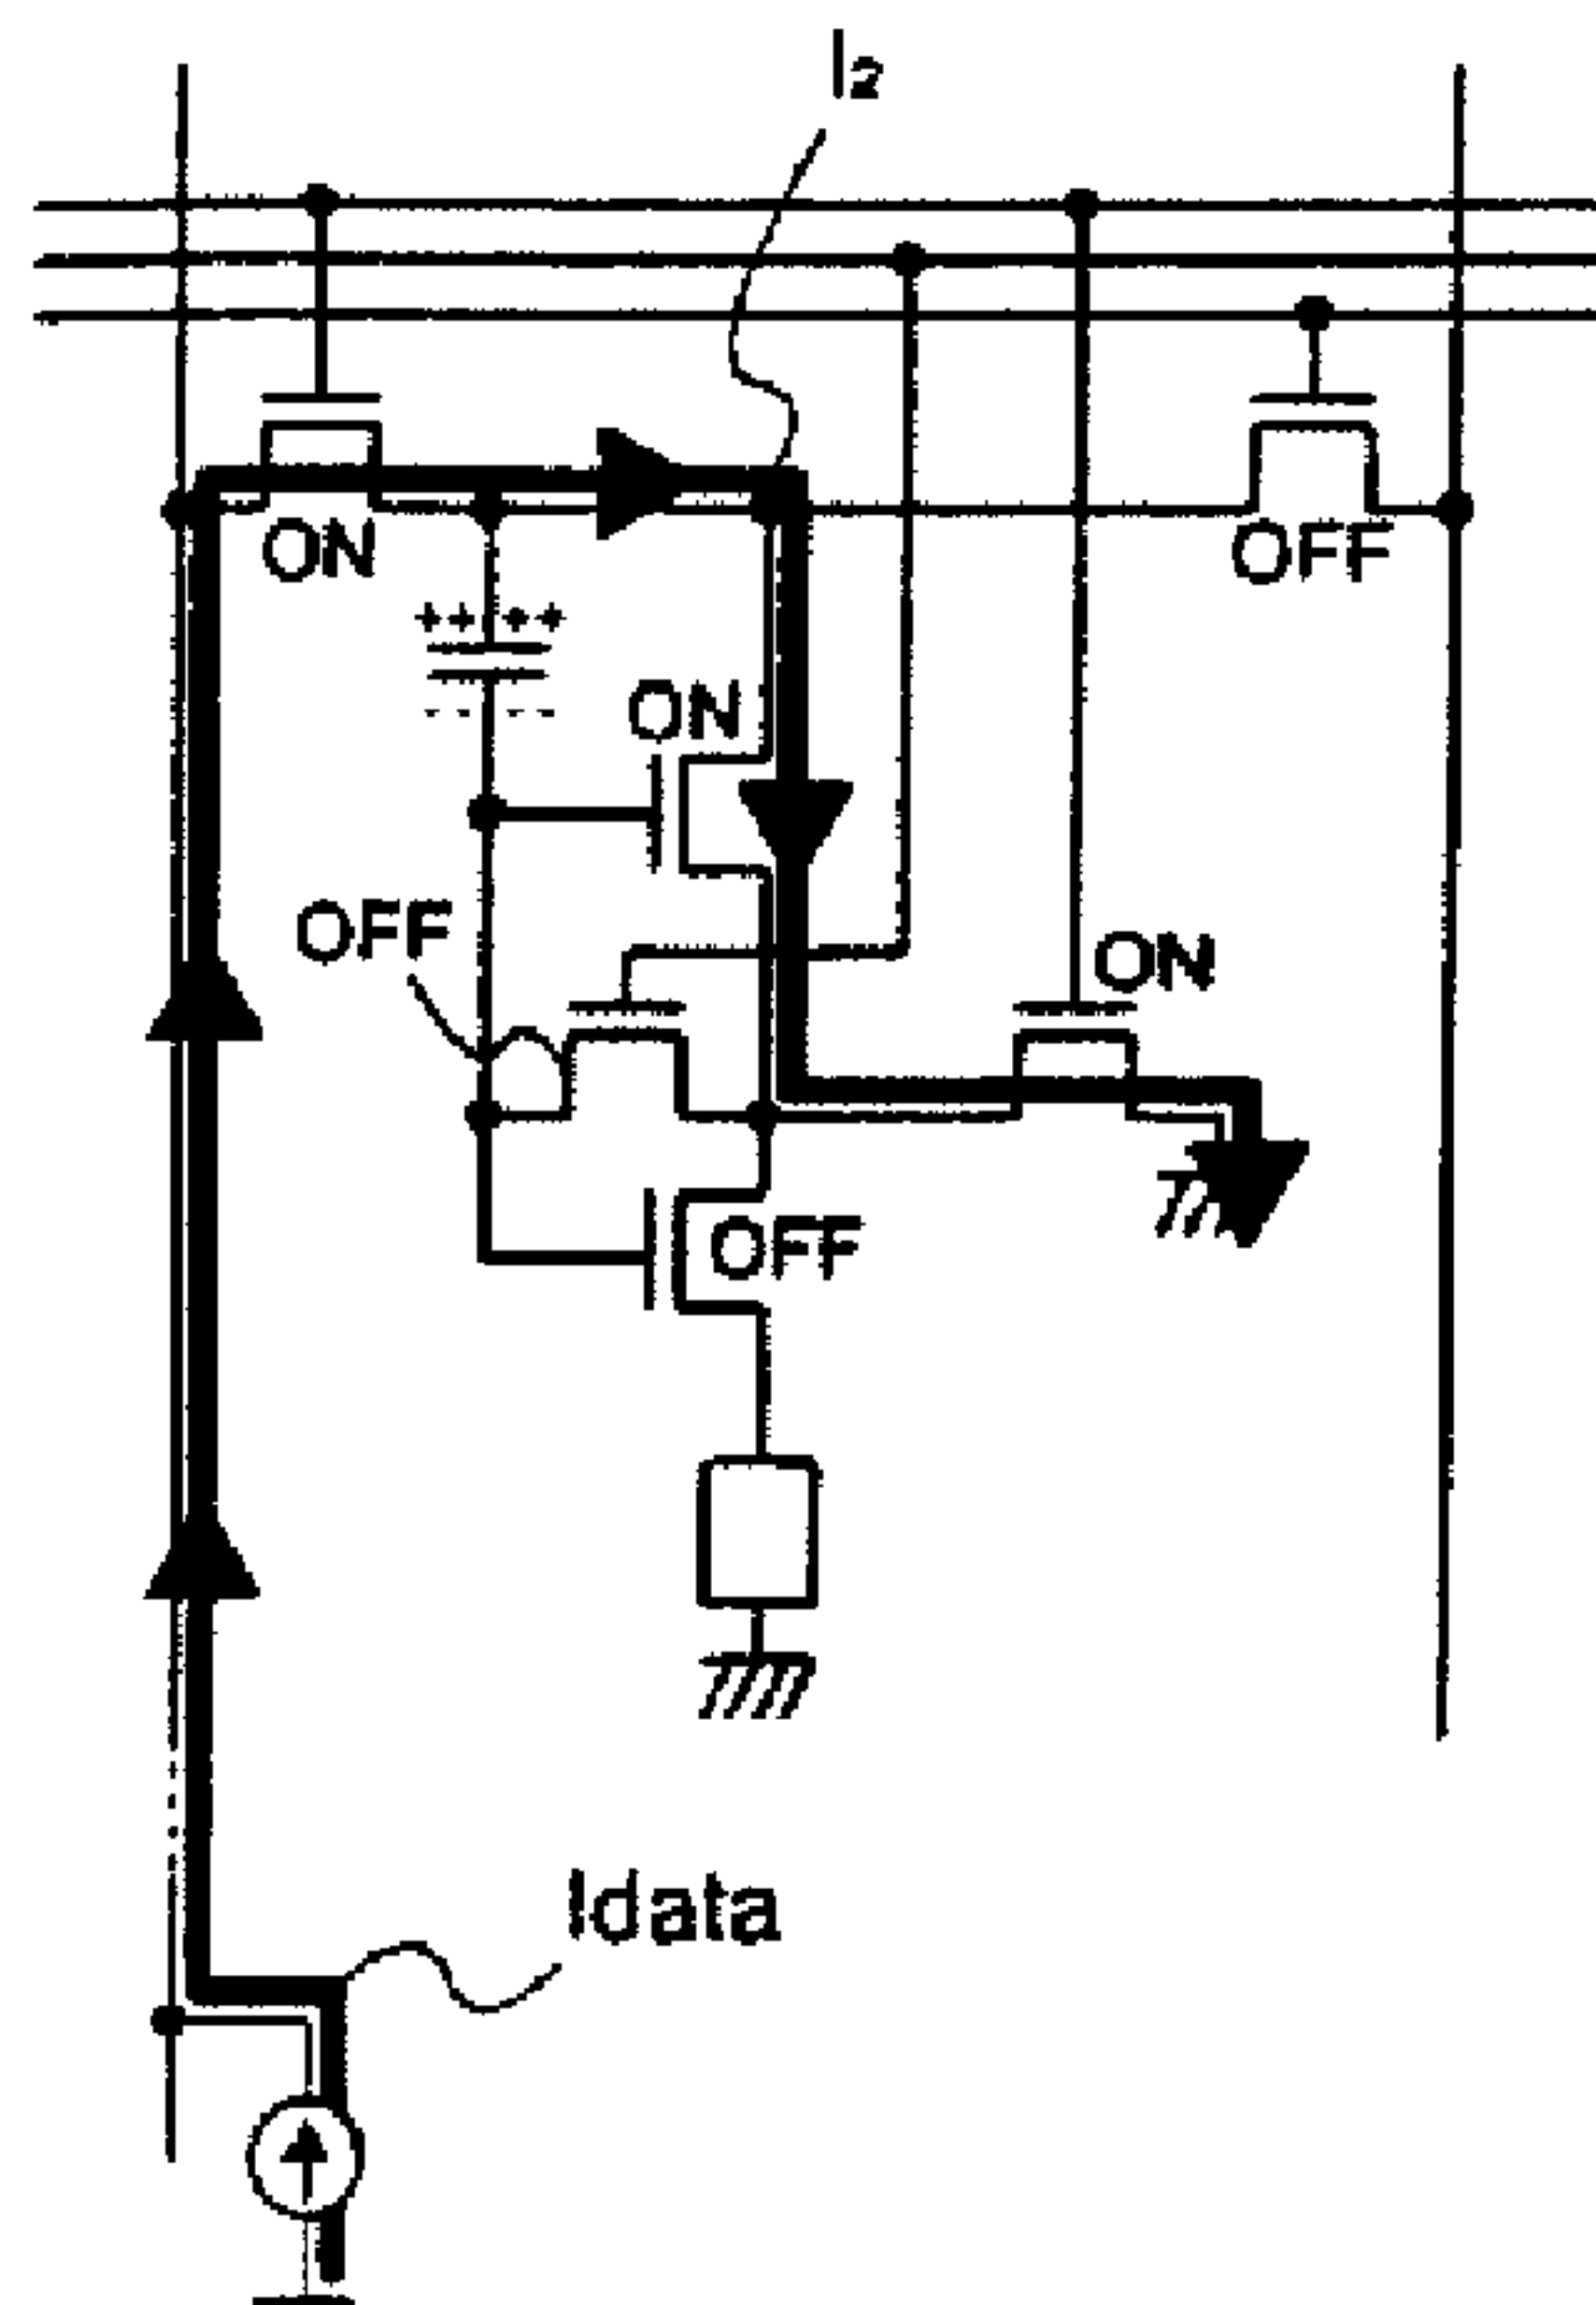 I₂
ON
OFF
++ ++
ON
-- --
OFF
ON
OFF
Idata